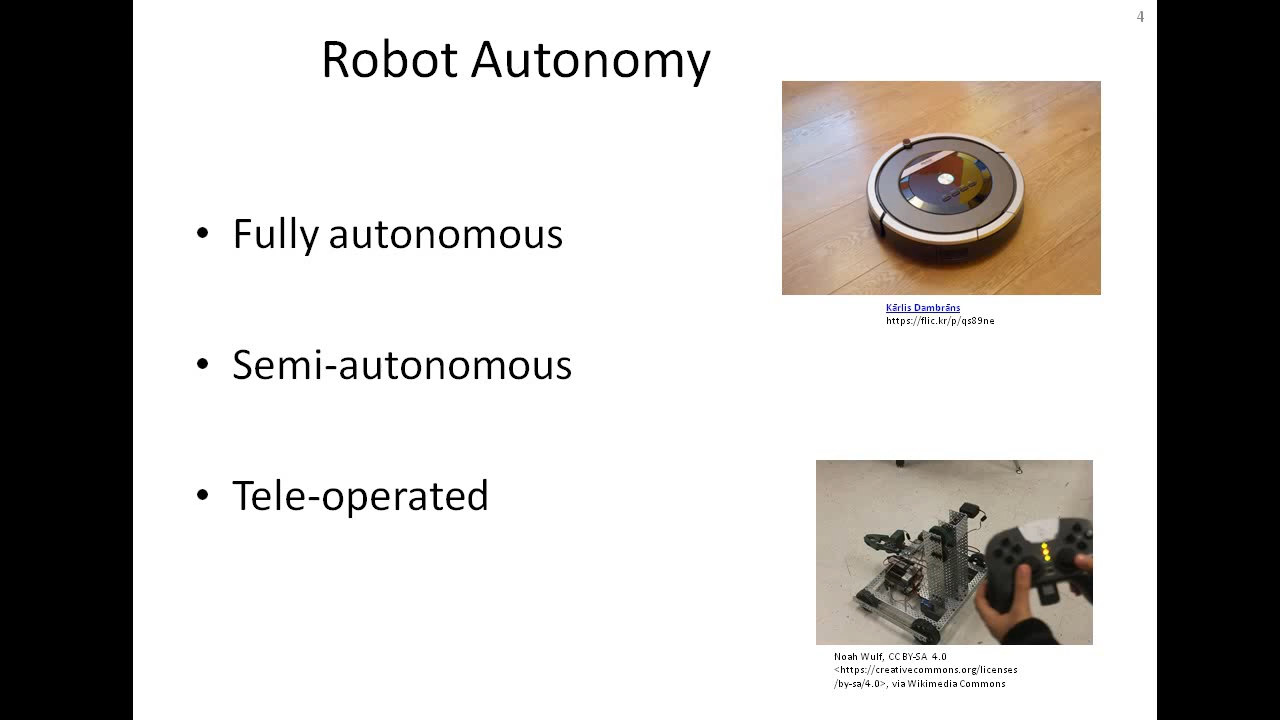 4
Robot Autonomy
• Fully autonomous
• Semi-autonomous
• Tele-operated
Kārlis Dambrāns
https://flic.kr/p/qs89ne
Noah Wulf, CC BY-SA 4.0
<https://creativecommons.org/licenses
/by-sa/4.0>, via Wikimedia Commons